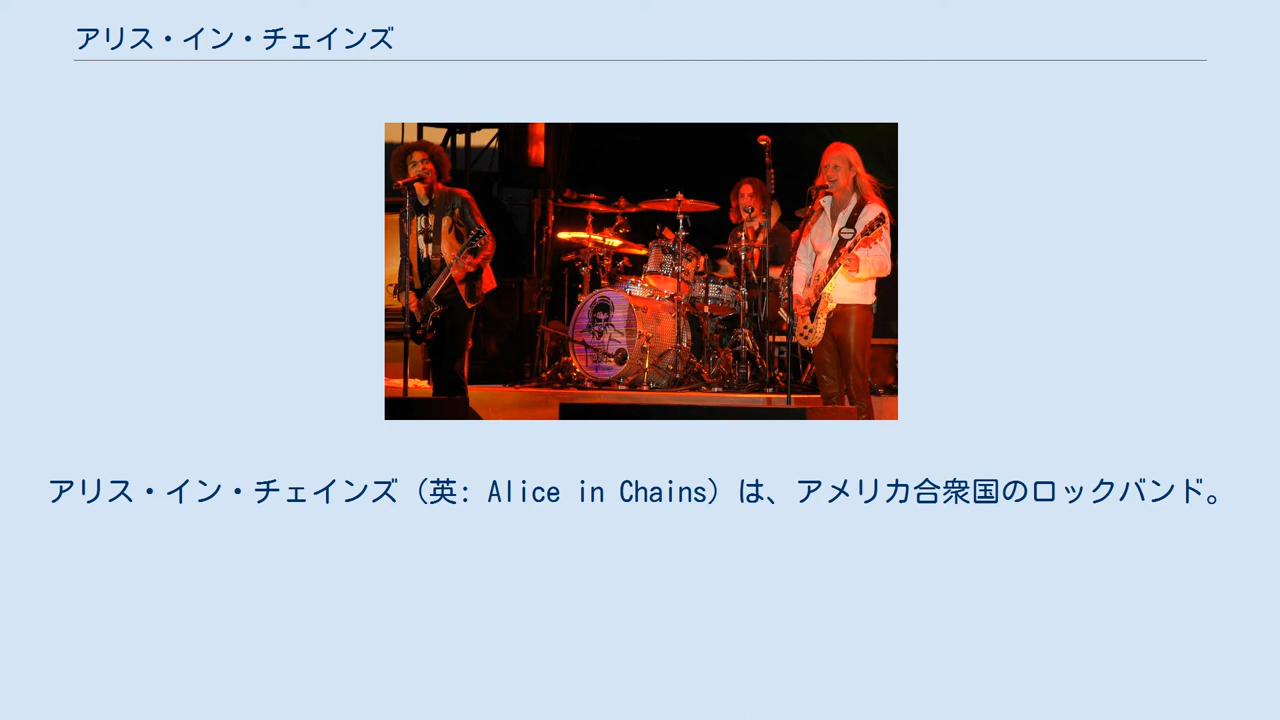 アリス・イン・チェインズ
アリス・イン・チェインズ（英: Alice in Chains）は、アメリカ合衆国のロックバンド。